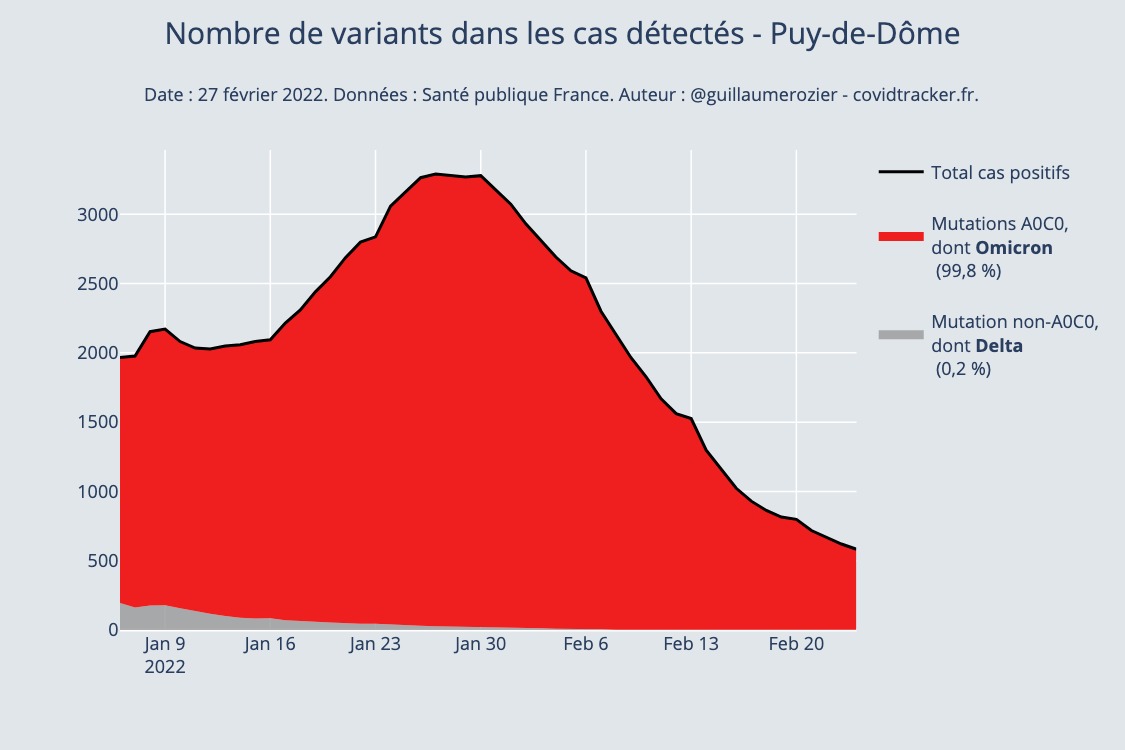 Nombre de variants dans les cas détectés - Puy-de-Dôme
Date : 27 février 2022. Données : Santé publique France. Auteur : @guillaumerozier - covidtracker.fr.
Total cas positifs
Mutations A0C0,
dont Omicron
(99,8 %)
Mutation non-A0C0,
dont Delta
(0,2 %)
3000
2500
2000
1500
1000
500
0
Jan 9
2022
Jan 16
Jan 23
Jan 30
Feb 6
Feb 13
Feb 20